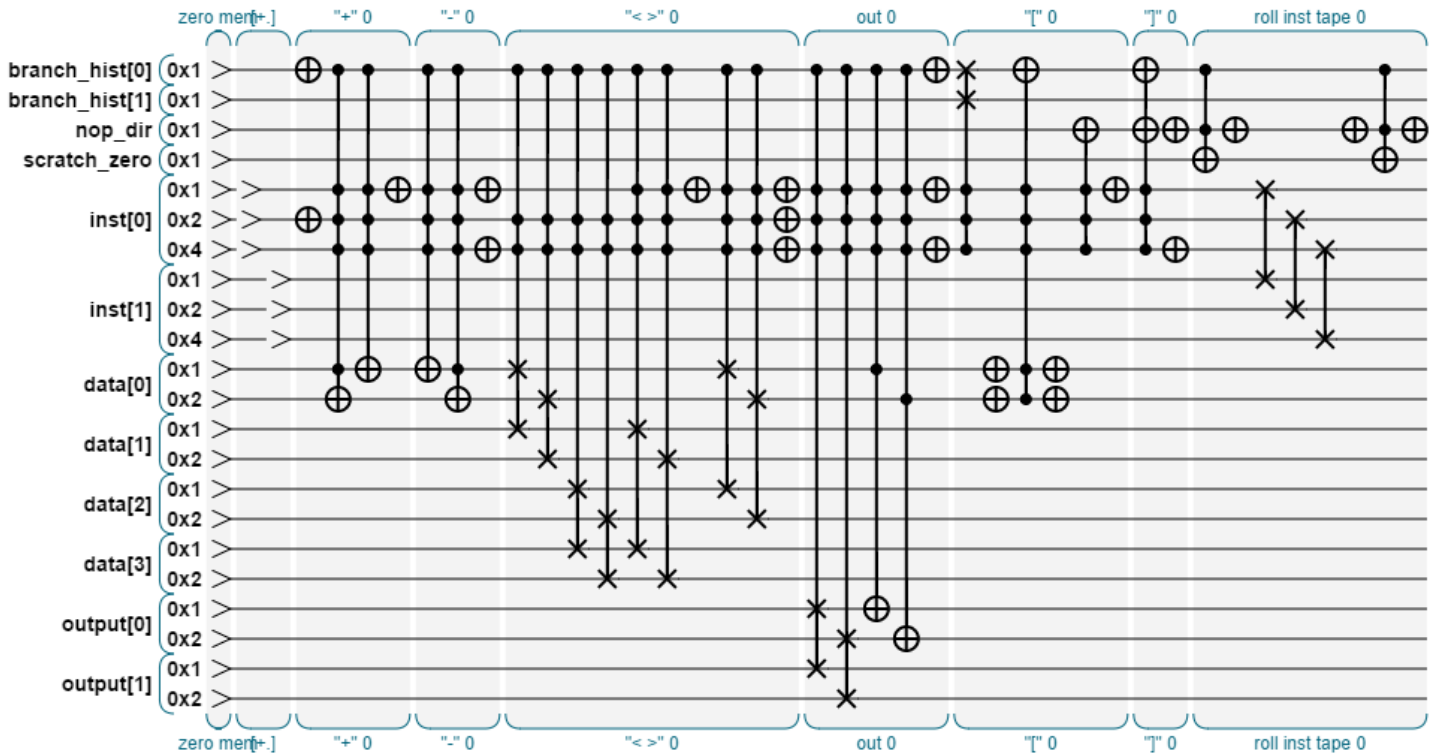 zero mem [+.] "+" 0 "-" 0 "< >" 0 out 0 "[" 0 "]" 0 roll inst tape 0
branch_hist[0] 0x1
branch_hist[1] 0x1
nop_dir 0x1
scratch_zero 0x1
0x1
inst[0] 0x2
0x4
0x1
inst[1] 0x2
0x4
data[0] 0x1
0x2
data[1] 0x1
0x2
data[2] 0x1
0x2
data[3] 0x1
0x2
output[0] 0x1
0x2
output[1] 0x1
0x2
zero mem [+.] "+" 0 "-" 0 "< >" 0 out 0 "[" 0 "]" 0 roll inst tape 0